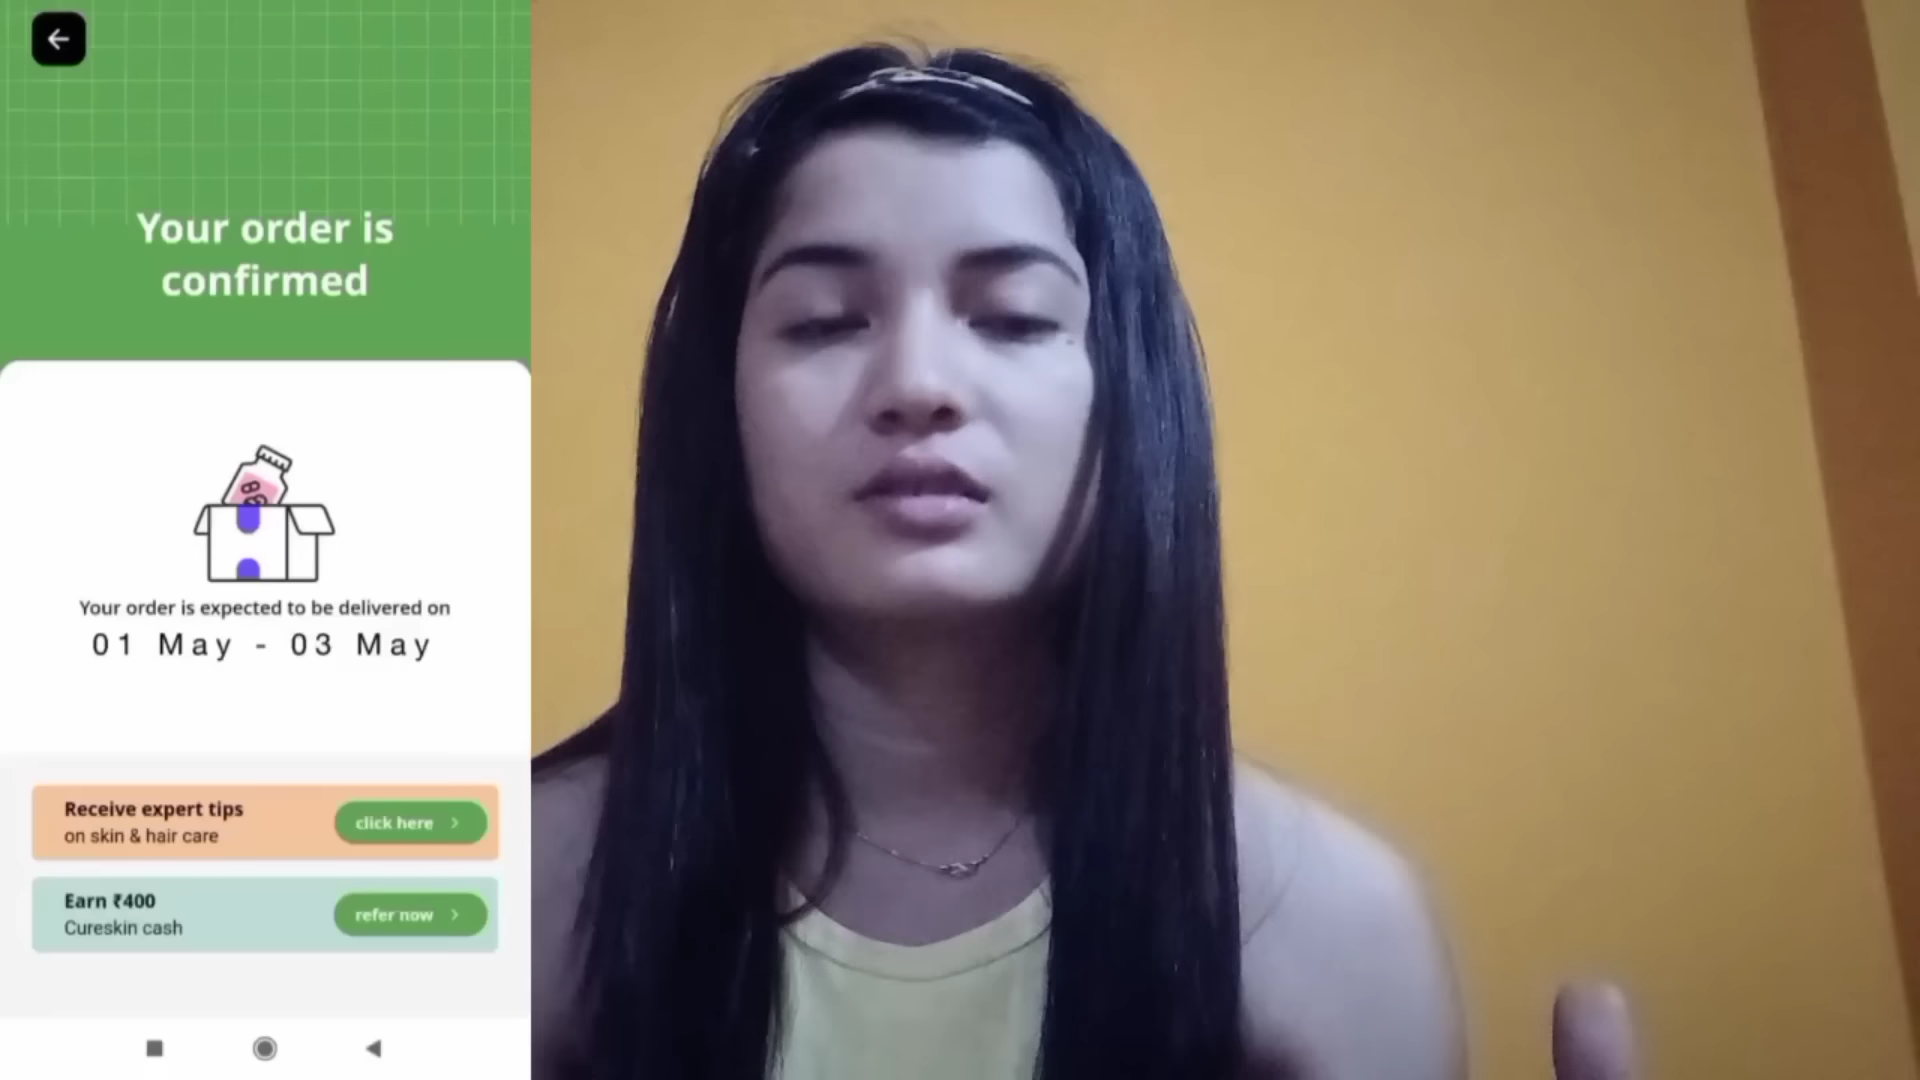 Your order is
confirmed
Your order is expected to be delivered on
01 May - 03 May
Receive expert tips
on skin & hair care
click here
Earn ₹400
Cureskin cash
refer now